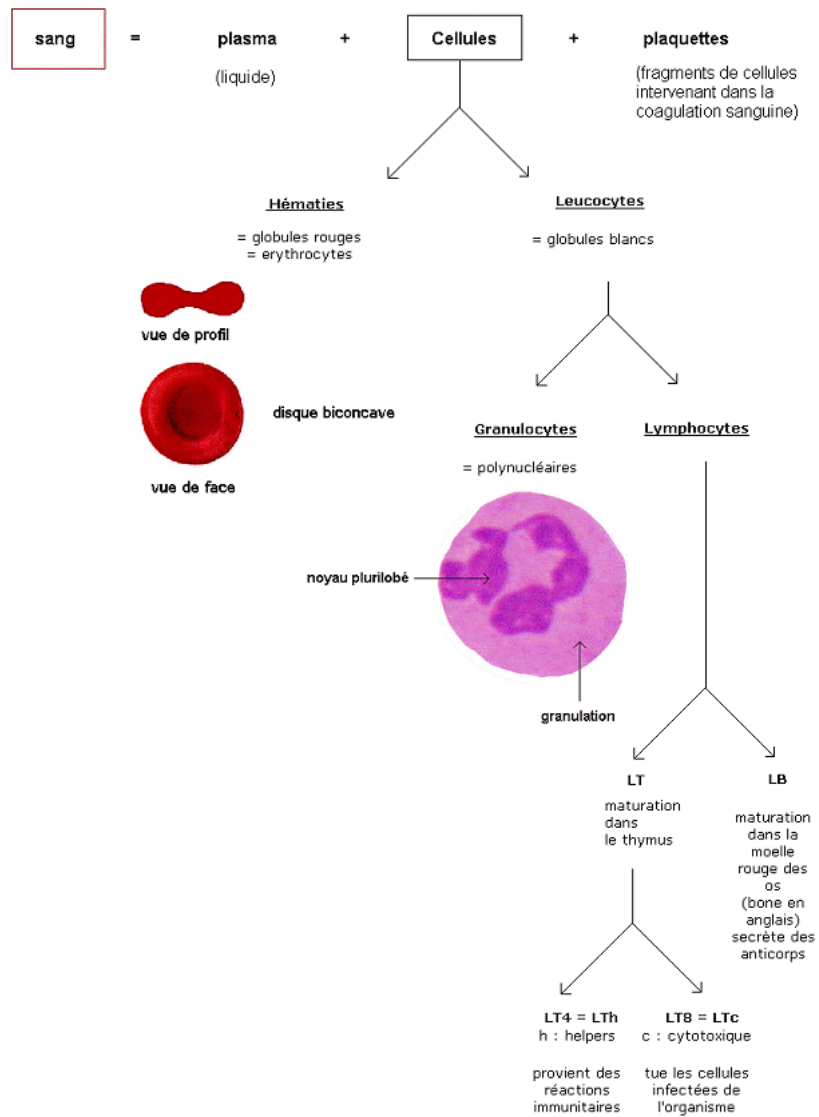 sang = plasma + Cellules + plaquettes
(liquide)
(fragments de cellules
intervenant dans la
coagulation sanguine)
Hématies
= globules rouges
= erythrocytes
Leucocytes
= globules blancs
vue de profil
disque biconcave
vue de face
Granulocytes
= polynucléaires
Lymphocytes
noyau plurilobé
granulation
LT
maturation
dans
le thymus
LB
maturation
dans la
moelle
rouge des
os
(bone en
anglais)
secrète des
anticorps
LT4 = LTh
h : helpers
provient des
réactions
immunitaires
LT8 = LTc
c : cytotoxique
tue les cellules
infectées de
l'organisme